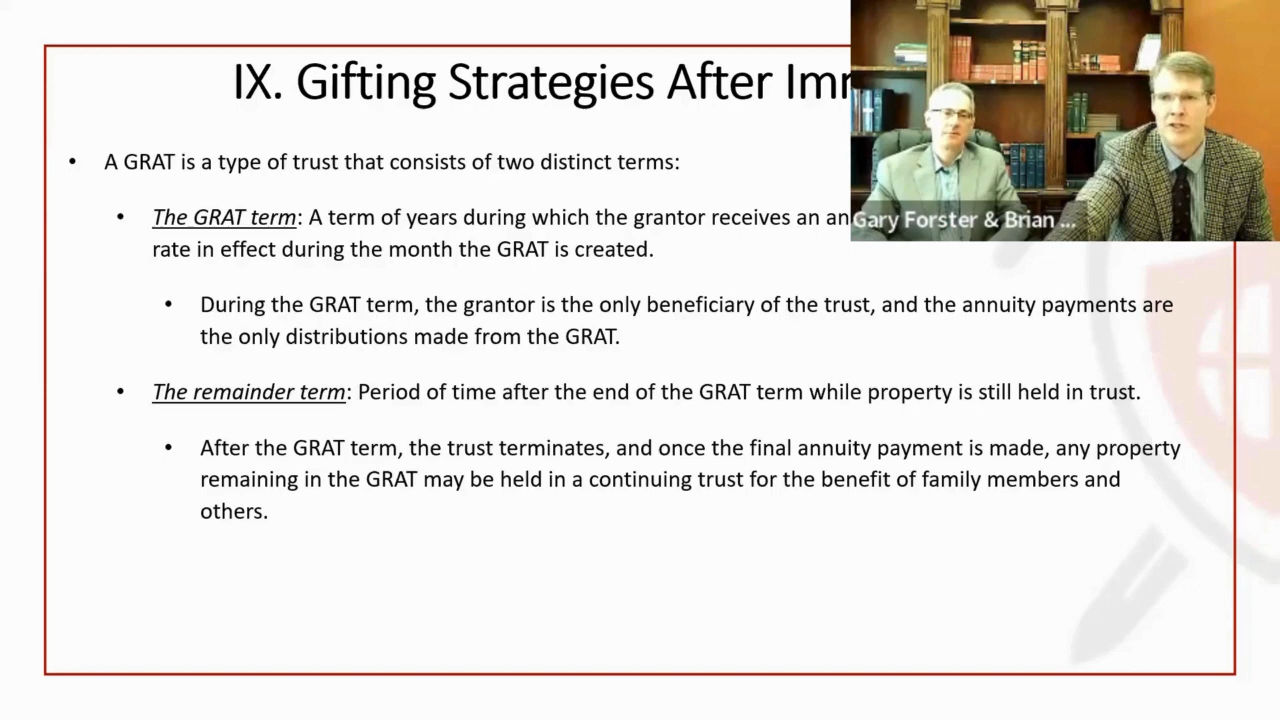 IX. Gifting Strategies After
• A GRAT is a type of trust that consists of two distinct terms:
• The GRAT term: A term of years during which the grantor receives an
rate in effect during the month the GRAT is created.
• During the GRAT term, the grantor is the only beneficiary of the trust, and the annuity payments are
the only distributions made from the GRAT.
• The remainder term: Period of time after the end of the GRAT term while property is still held in trust.
• After the GRAT term, the trust terminates, and once the final annuity payment is made, any property
remaining in the GRAT may be held in a continuing trust for the benefit of family members and
others.
Gary Forster & Brian ...